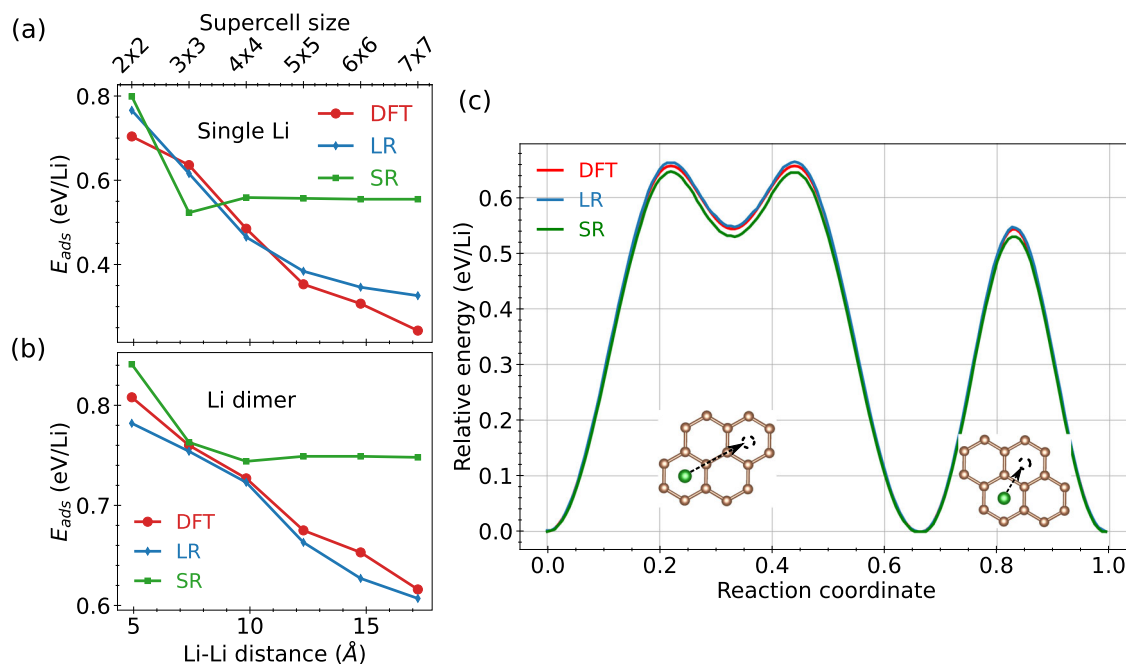 (a)
Supercell size
2x2 3x3 4x4 5x5 6x6 7x7
0.8
0.6
0.4
E_ads (eV/Li)
Single Li
DFT
LR
SR
(b)
0.8
0.7
0.6
E_ads (eV/Li)
Li dimer
DFT
LR
SR
5 10 15
Li-Li distance (Å)
(c)
DFT
LR
SR
0.6
0.5
0.4
0.3
0.2
0.1
0.0
Relative energy (eV/Li)
0.0 0.2 0.4 0.6 0.8 1.0
Reaction coordinate